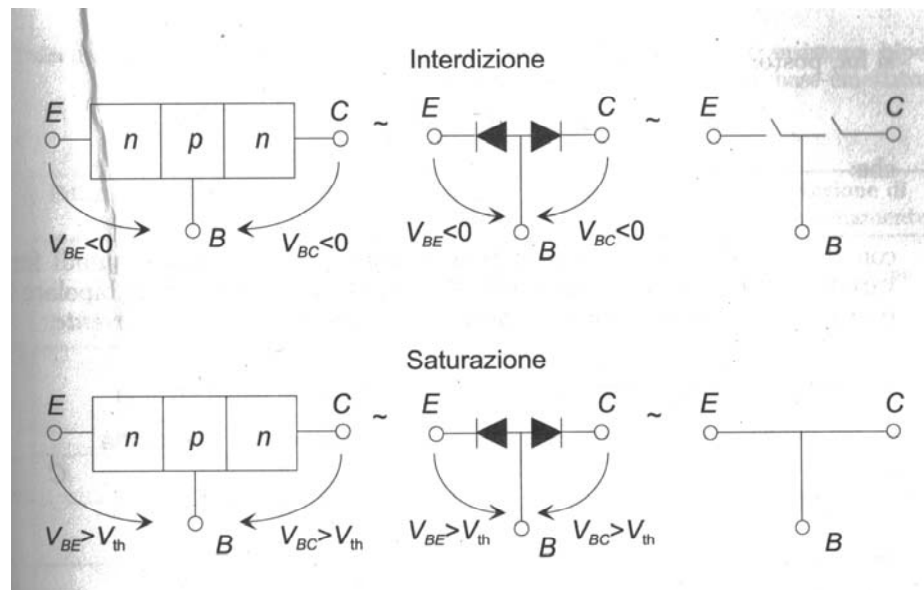 Interdizione
E n p n C ~ E C ~ E C
V_BE<0 B V_BC<0 V_BE<0 B V_BC<0 B
Saturazione
E n p n C ~ E C ~ E C
V_BE>V_th B V_BC>V_th V_BE>V_th B V_BC>V_th B